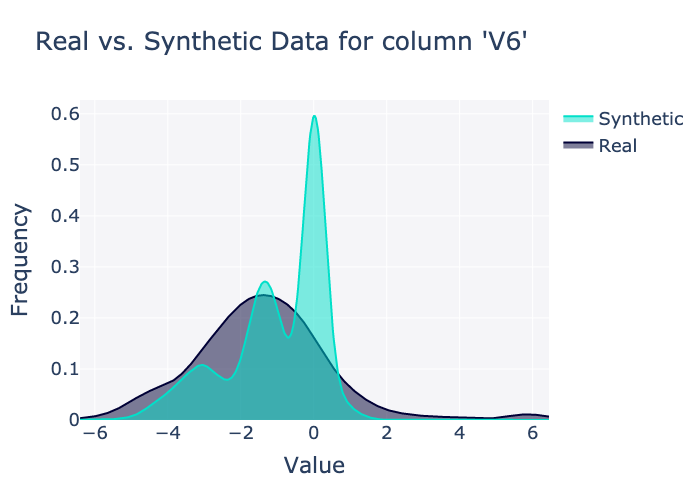 Real vs. Synthetic Data for column 'V6'
Synthetic
Real
Frequency
0.6
0.5
0.4
0.3
0.2
0.1
0
−6 −4 −2 0 2 4 6
Value